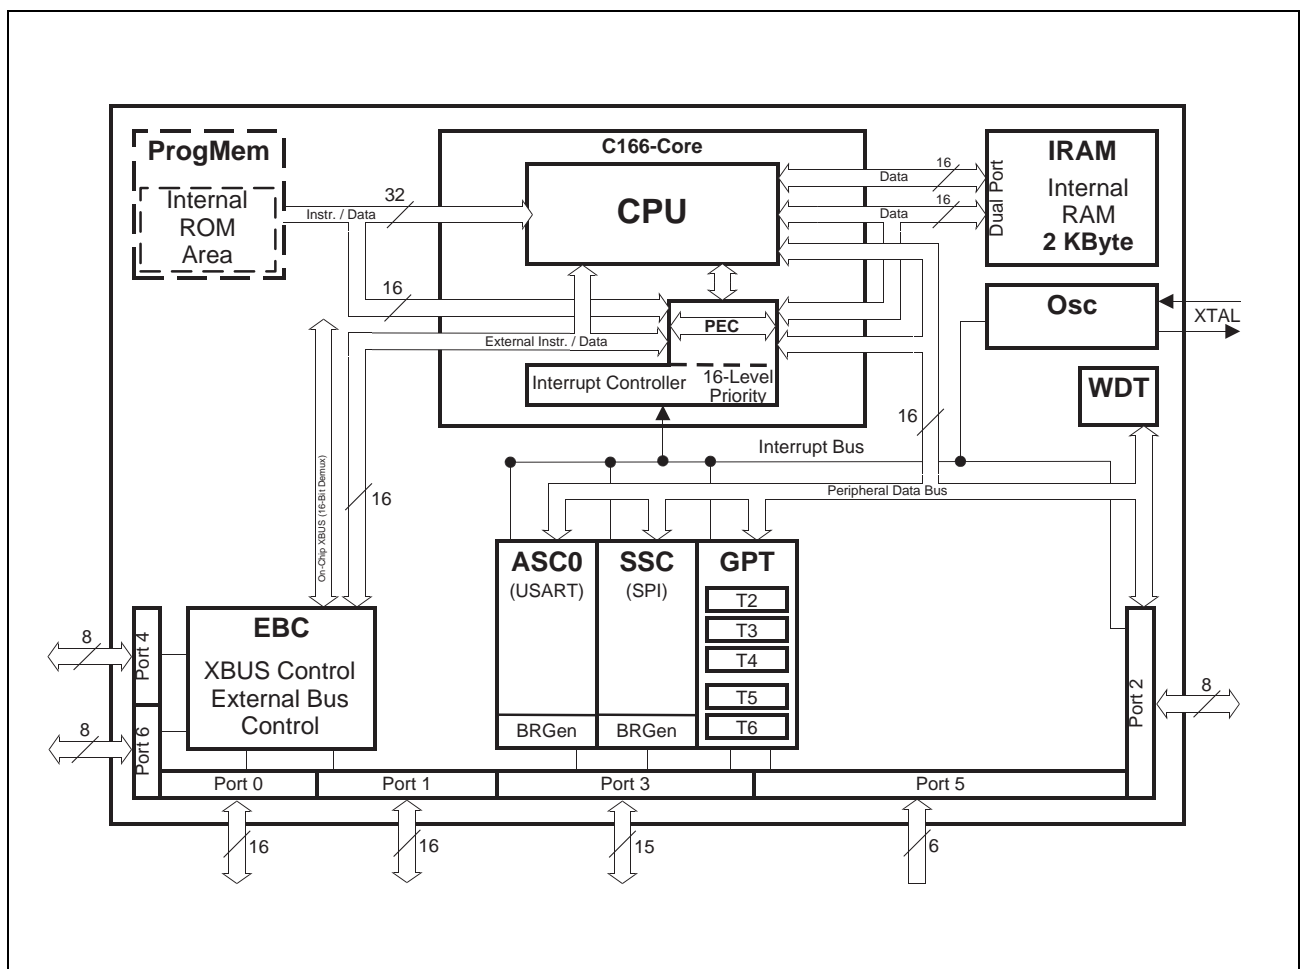 C166-Core
ProgMem
Internal
ROM
Area
32
Instr. / Data
CPU
16
Data
16
Data
Dual Port
IRAM
Internal
RAM
2 KByte
16
PEC
External Instr. / Data
Interrupt Controller
16-Level
Priority
Osc
XTAL
WDT
16
Interrupt Bus
Peripheral Data Bus
On-Chip XBUS (16-Bit Demux)
16
ASC0
(USART)
BRGen
SSC
(SPI)
BRGen
GPT
T2
T3
T4
T5
T6
EBC
XBUS Control
External Bus
Control
8
Port 4
8
Port 6
Port 2
8
Port 0
Port 1
Port 3
Port 5
16
16
15
6